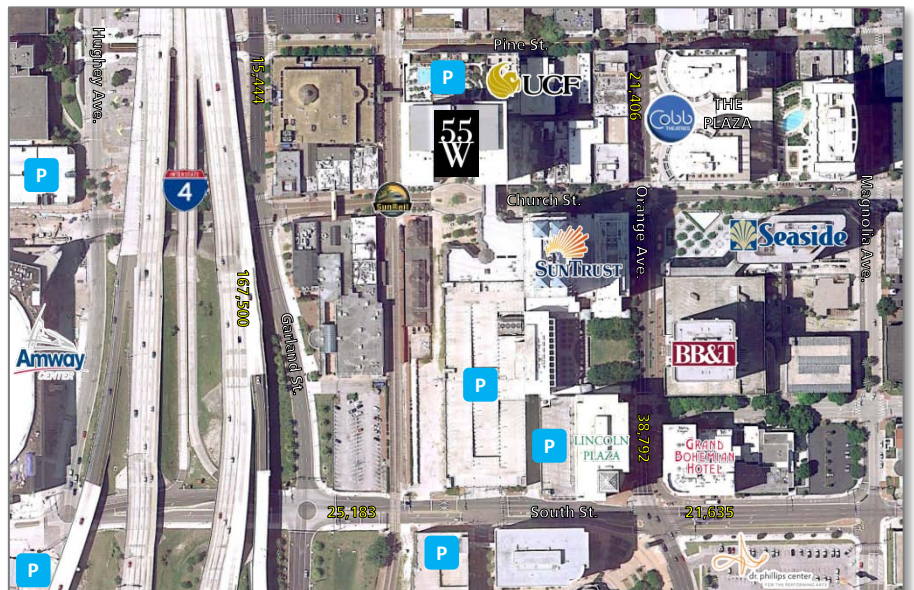 Pine St.
Hughey Ave.
15,444
P
UCF
21,406
Cobb
THEATRES
THE
PLAZA
55
W
P
INTERSTATE
4
SunRail
Church St.
Orange Ave.
Magnolia Ave.
Seaside
SUNTRUST
167,500
Garland St.
Amway
CENTER
BB&T
P
P
LINCOLN
PLAZA
38,792
GRAND
BOHEMIAN
HOTEL
25,183
South St.
21,635
P
P
dr. phillips center
FOR THE PERFORMING ARTS